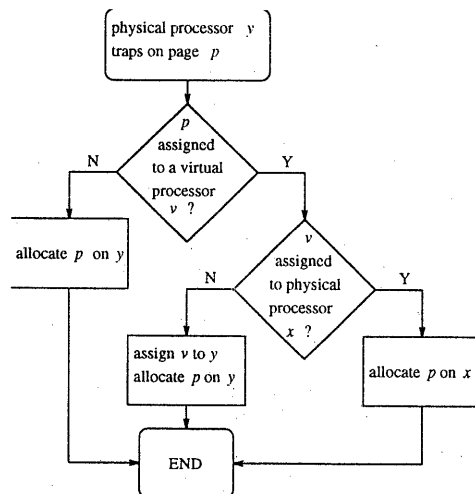 physical processor y
traps on page p
p
assigned
to a virtual
processor
v ?
N
Y
allocate p on y
v
assigned
to physical
processor
x ?
N
Y
assign v to y
allocate p on y
allocate p on x
END